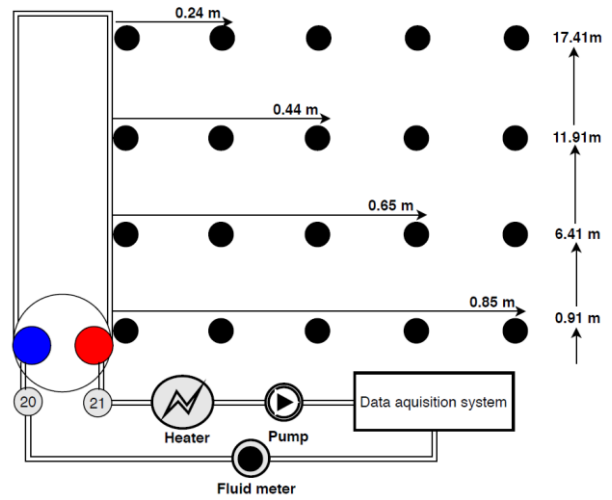 0.24 m
17.41m
0.44 m
11.91m
0.65 m
6.41 m
0.85 m
0.91 m
20
21
Data aquisition system
Heater
Pump
Fluid meter